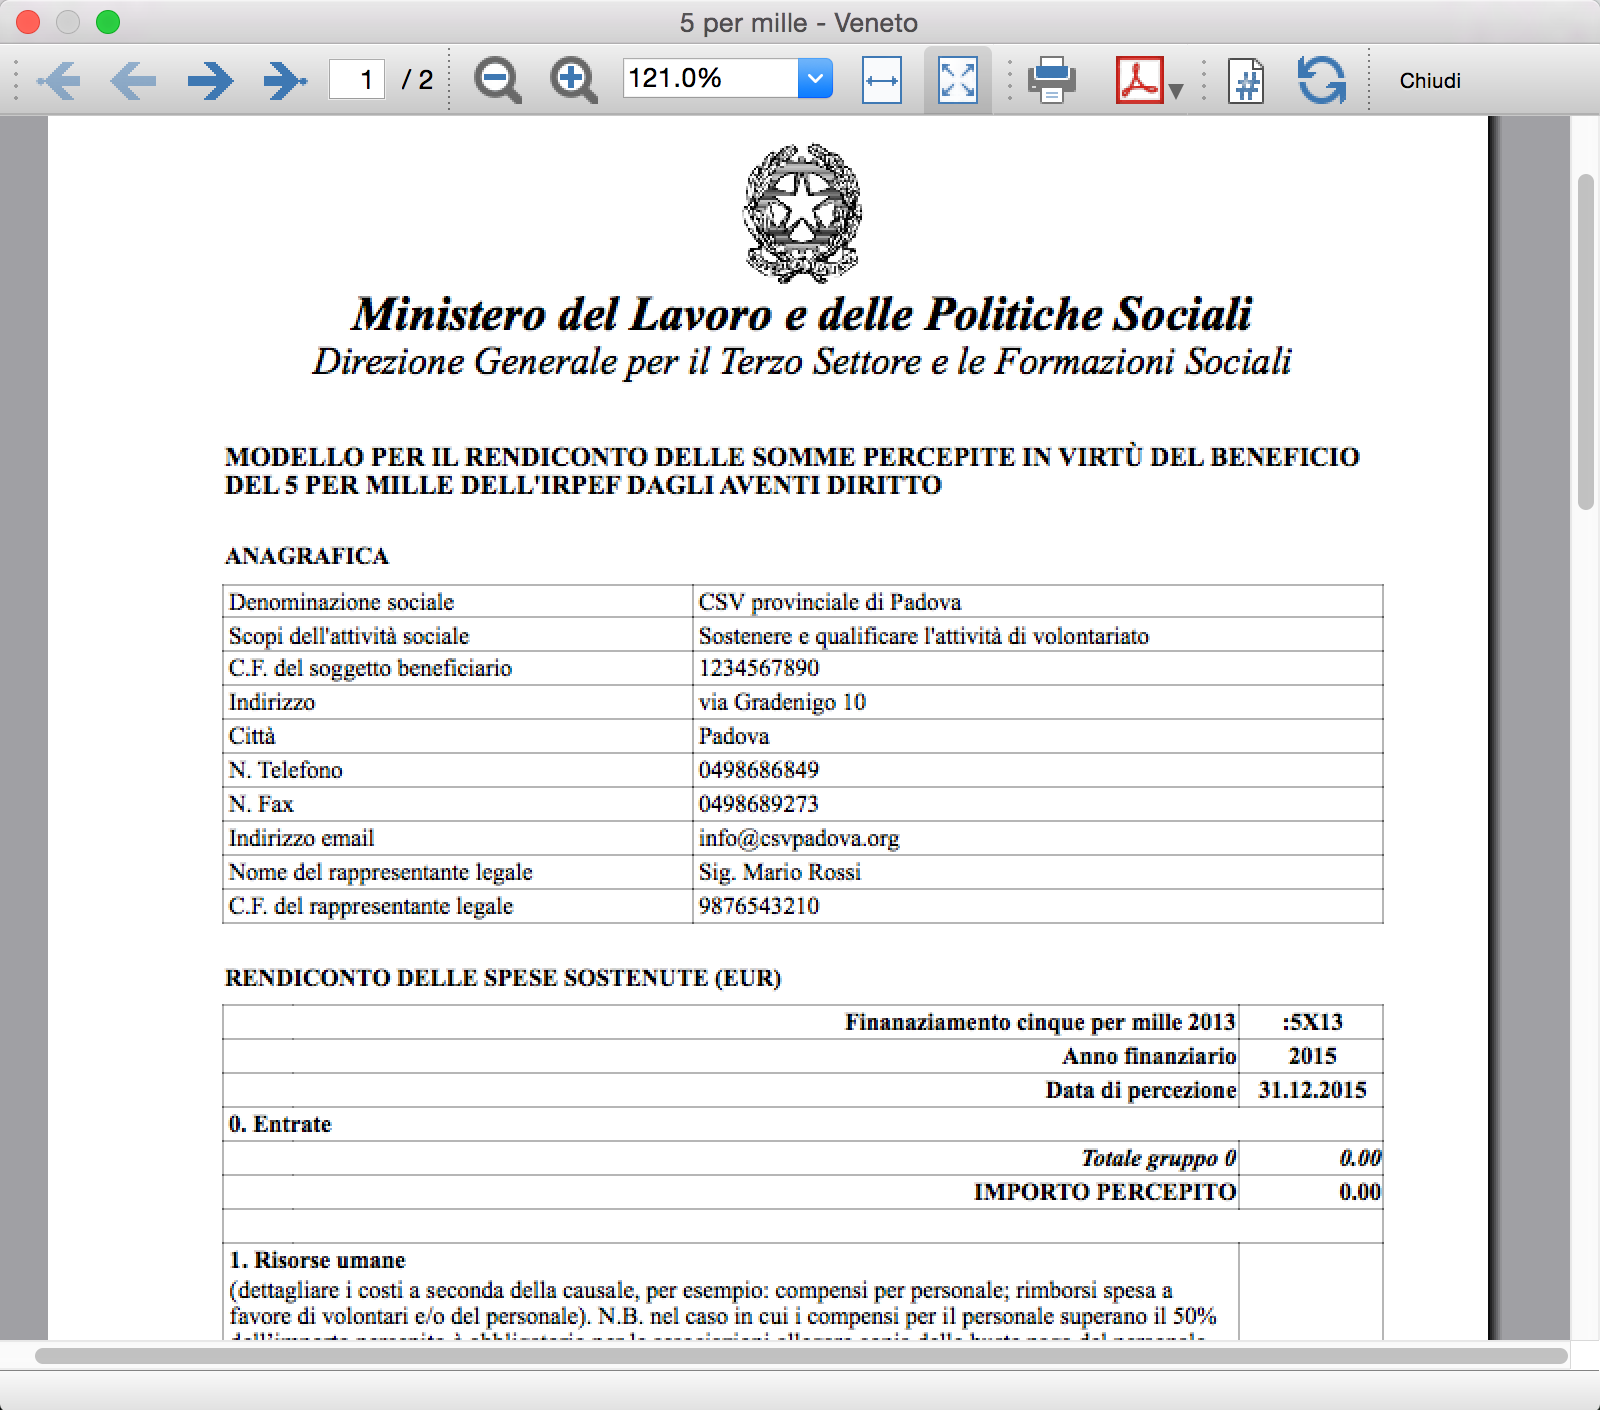 5 per mille - Veneto
1 / 2 121.0% Chiudi
Ministero del Lavoro e delle Politiche Sociali
Direzione Generale per il Terzo Settore e le Formazioni Sociali
MODELLO PER IL RENDICONTO DELLE SOMME PERCEPITE IN VIRTÙ DEL BENEFICIO
DEL 5 PER MILLE DELL'IRPEF DAGLI AVENTI DIRITTO
ANAGRAFICA
Denominazione sociale CSV provinciale di Padova
Scopi dell'attività sociale Sostenere e qualificare l'attività di volontariato
C.F. del soggetto beneficiario 1234567890
Indirizzo via Gradenigo 10
Città Padova
N. Telefono 0498686849
N. Fax 0498689273
Indirizzo email info@csvpadova.org
Nome del rappresentante legale Sig. Mario Rossi
C.F. del rappresentante legale 9876543210
RENDICONTO DELLE SPESE SOSTENUTE (EUR)
Finanaziamento cinque per mille 2013 :5X13
Anno finanziario 2015
Data di percezione 31.12.2015
0. Entrate
Totale gruppo 0 0.00
IMPORTO PERCEPITO 0.00
1. Risorse umane
(dettagliare i costi a seconda della causale, per esempio: compensi per personale; rimborsi spesa a
favore di volontari e/o del personale). N.B. nel caso in cui i compensi per il personale superano il 50%